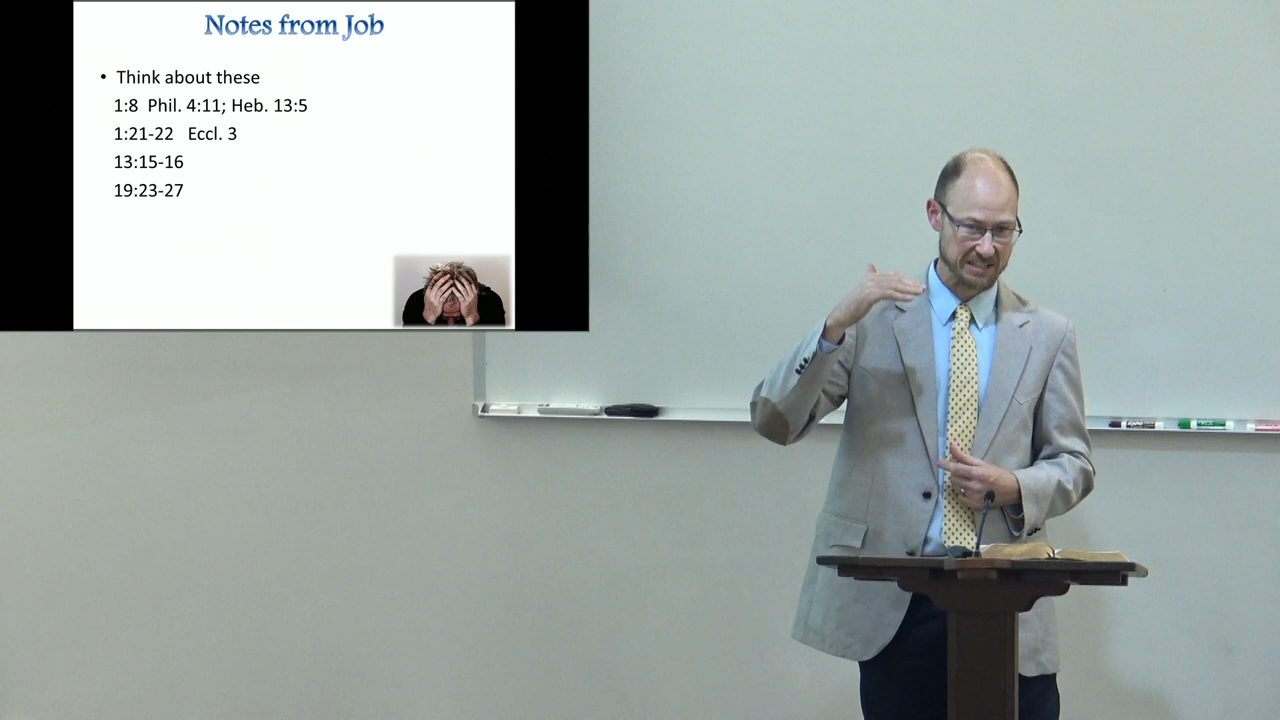 Notes from Job
• Think about these
1:8 Phil. 4:11; Heb. 13:5
1:21-22 Eccl. 3
13:15-16
19:23-27